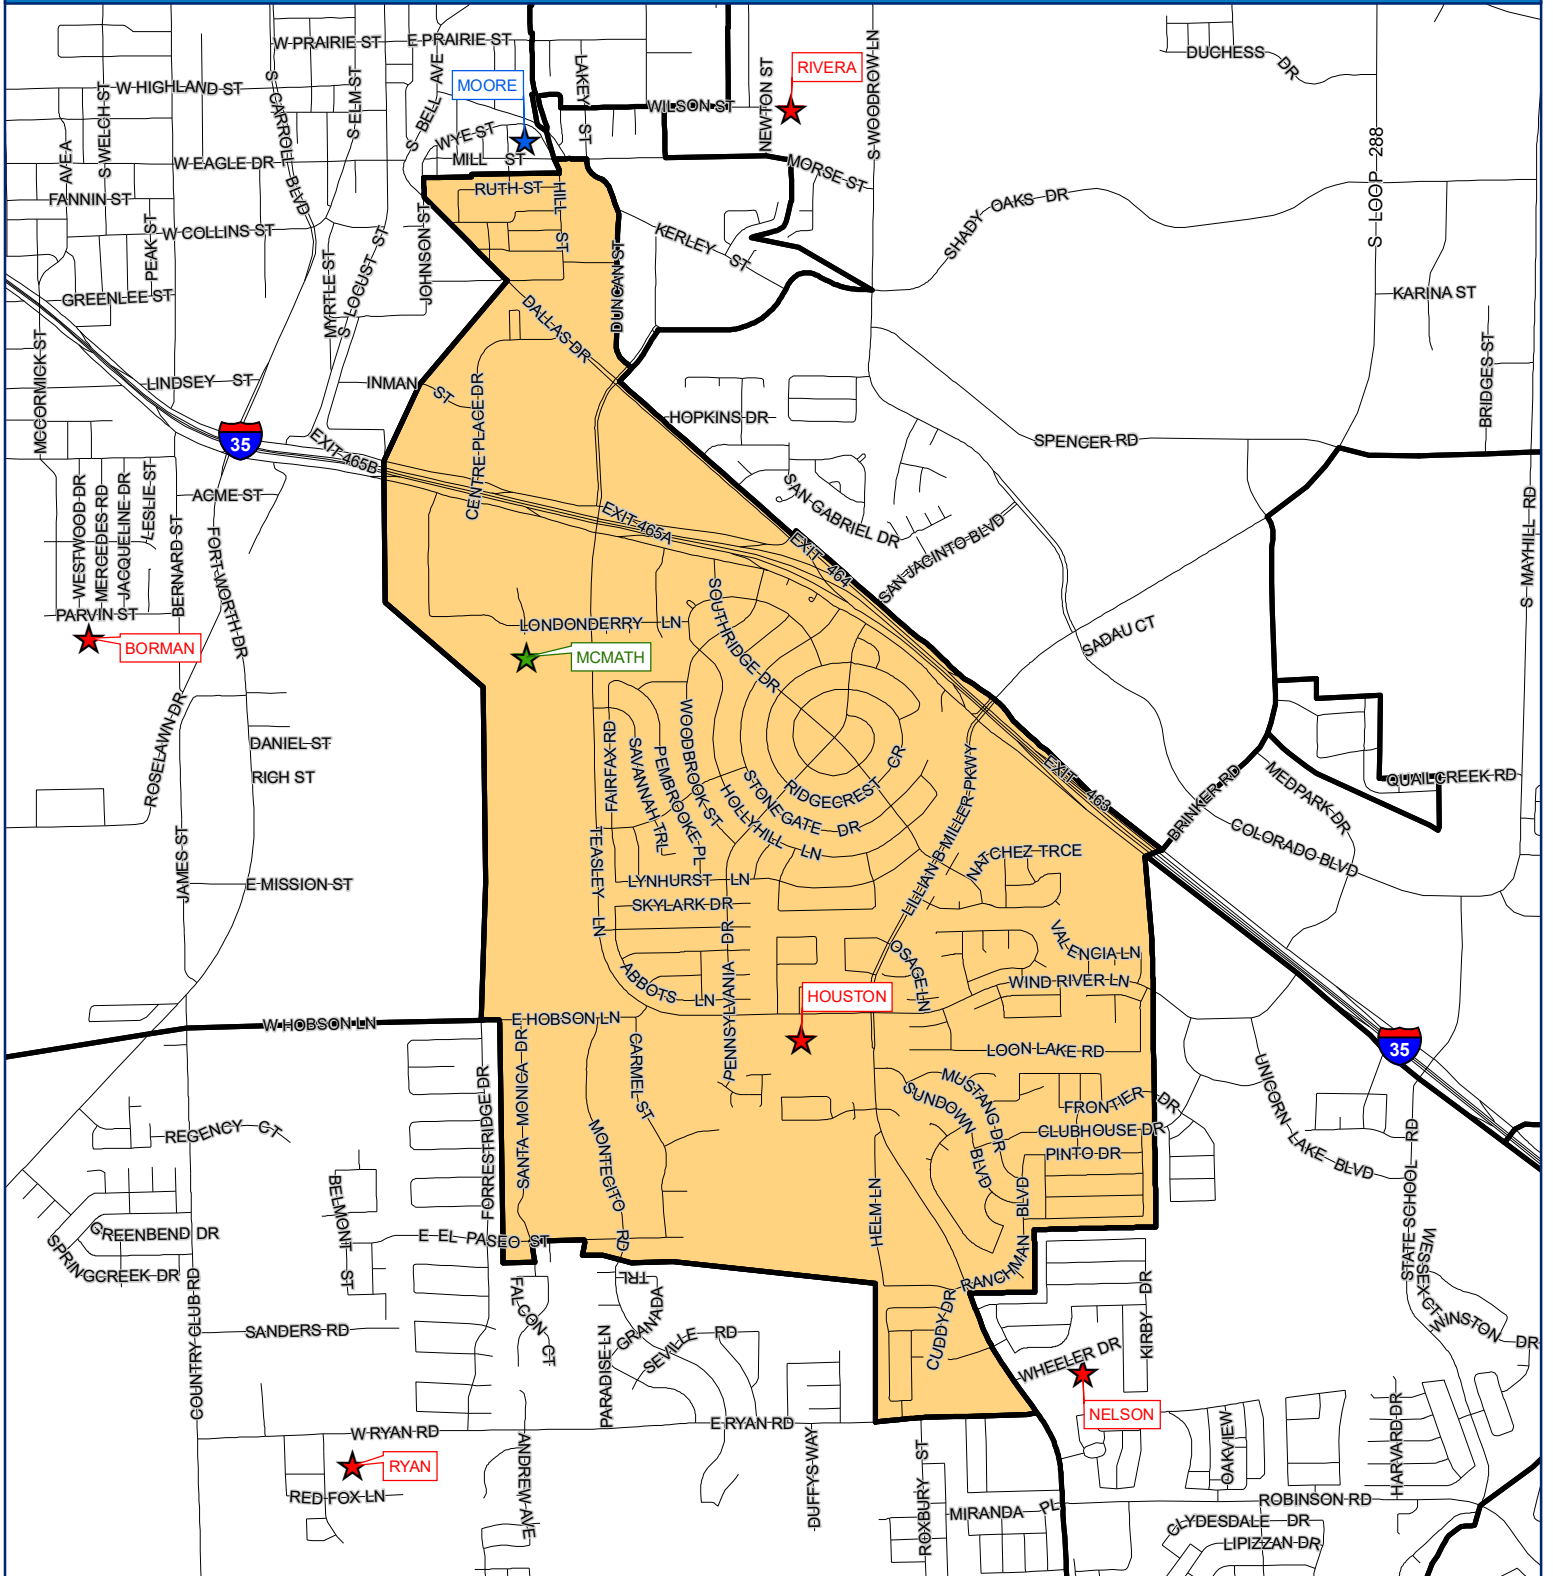 W PRAIRIE ST
E PRAIRIE ST
DUCHESS DR
RIVERA
MOORE
W HIGHLAND ST
S WELCH ST
S CARROLL BLVD
S ELM ST
S BELL AVE
LAKEY ST
WILSON ST
NEWTON ST
S WOODROW LN
S LOOP 288
AVE A
W EAGLE DR
WYE ST
MILL ST
MORSE ST
FANNIN ST
RUTH ST
HILL ST
SHADY OAKS DR
PEAK ST
W COLLINS ST
JOHNSON ST
KERLEY ST
DUNCAN ST
MYRTLE ST
S LOCUST ST
GREENLEE ST
KARINA ST
DALLAS DR
MCCORMICK ST
LINDSEY ST
INMAN ST
CENTRE PLACE DR
HOPKINS DR
BRIDGES ST
SPENCER RD
35
EXIT 465B
WESTWOOD DR
MERCEDES RD
JACQUELINE DR
LESLIE ST
BERNARD ST
ACME ST
FORT WORTH DR
EXIT 465A
EXIT 464
SAN GABRIEL DR
SAN JACINTO BLVD
S MAYHILL RD
PARVIN ST
BORMAN
LONDONDERRY LN
MCMATH
SOUTHRIDGE DR
SADAU CT
ROSELAWN DR
DANIEL ST
RICH ST
FAIRFAX RD
SAVANNAH TRL
PEMBROOKE PL
WOODBROOK ST
HOLLYHILL LN
STONEGATE DR
RIDGECREST CR
LILLIAN B MILLER PKWY
EXIT 463
BRINKER RD
MEDPARK DR
QUAILCREEK RD
COLORADO BLVD
JAMES ST
E MISSION ST
TEASLEY LN
LYNHURST LN
SKYLARK DR
PENNSYLVANIA DR
NATCHEZ TRCE
VALENCIA LN
OSAGE LN
WIND RIVER LN
ABBOTS LN
HOUSTON
W HOBSON LN
E HOBSON LN
LOON LAKE RD
35
FORRESTRIDGE DR
SANTA MONICA DR
CARMEL ST
MONTECITO RD
MUSTANG DR
SUNDOWN BLVD
FRONTIER DR
CLUBHOUSE DR
PINTO DR
UNICORN LAKE BLVD
STATE SCHOOL RD
REGENCY CT
GREENBEND DR
SPRINGCREEK DR
BELMONT ST
E EL PASEO ST
HELM LN
RANCHMAN BLVD
WESSEX CT
WINSTON DR
COUNTRY CLUB RD
SANDERS RD
FALCON CT
TRL
GRANADA
PARADISE LN
SEVILLE RD
CUDDY DR
WHEELER DR
KIRBY DR
NELSON
W RYAN RD
E RYAN RD
RYAN
RED FOX LN
ANDREW AVE
DUFFYS WAY
ROXBURY ST
MIRANDA PL
OAKVIEW
HARVARD DR
ROBINSON RD
CLYDESDALE DR
LIPIZZAN DR